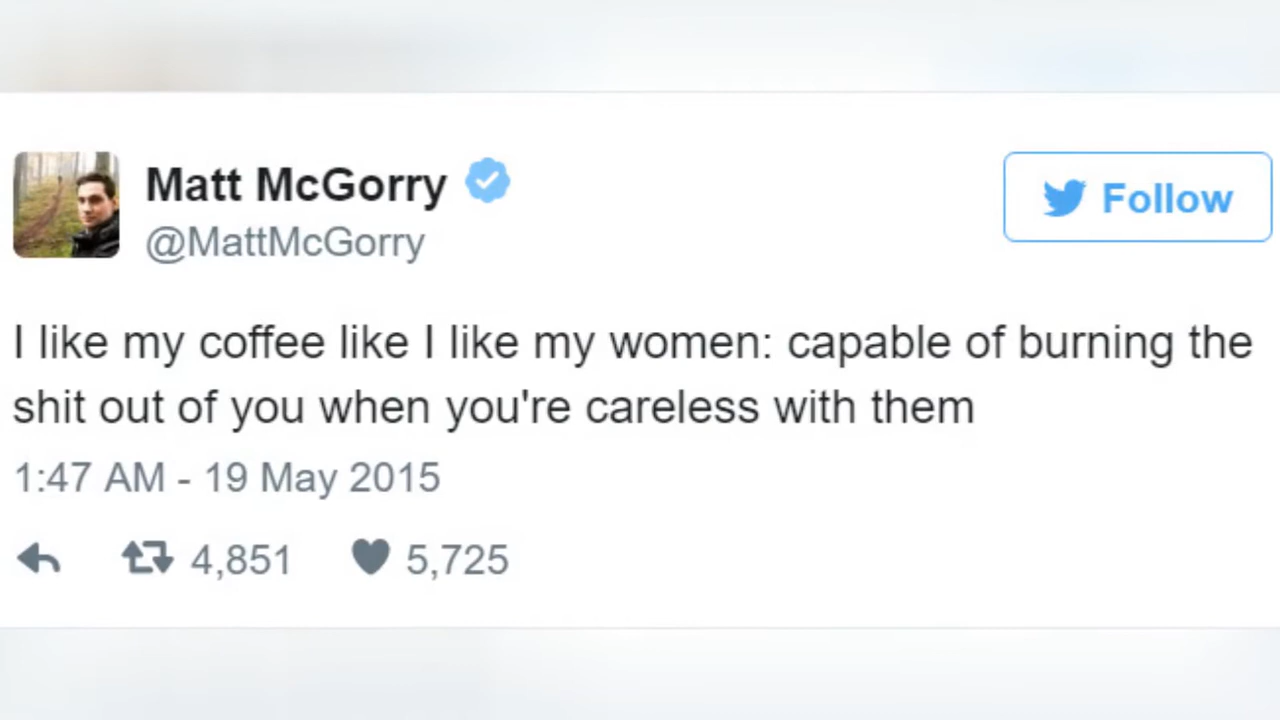 Matt McGorry
@MattMcGorry
Follow
I like my coffee like I like my women: capable of burning the
shit out of you when you're careless with them
1:47 AM - 19 May 2015
4,851 5,725